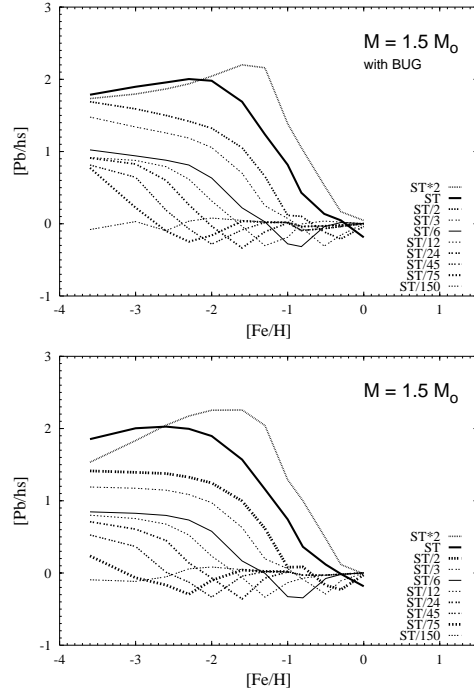 3
M = 1.5 M₀
with BUG
2
[Pb/hs]
1
ST*2
ST
ST/2
ST/3
ST/6
ST/12
ST/24
ST/45
ST/75
ST/150
0
-1
-4 -3 -2 -1 0 1
[Fe/H]
3
M = 1.5 M₀
2
[Pb/hs]
1
ST*2
ST
ST/2
ST/3
ST/6
ST/12
ST/24
ST/45
ST/75
ST/150
0
-1
-4 -3 -2 -1 0 1
[Fe/H]